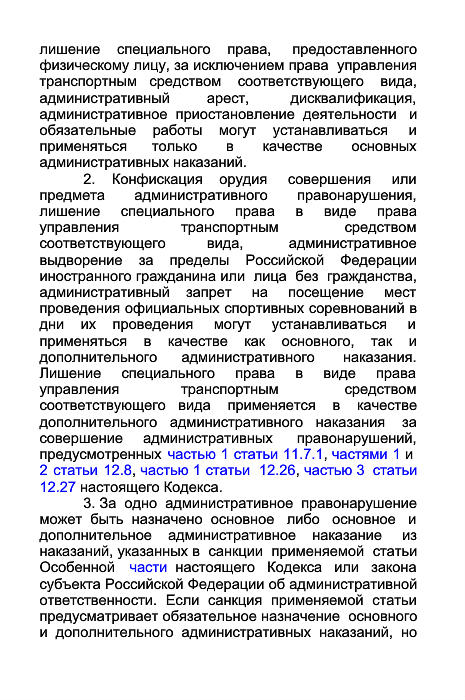 лишение специального права, предоставленного
физическому лицу, за исключением права управления
транспортным средством соответствующего вида,
административный арест, дисквалификация,
административное приостановление деятельности и
обязательные работы могут устанавливаться и
применяться только в качестве основных
административных наказаний.
2. Конфискация орудия совершения или
предмета административного правонарушения,
лишение специального права в виде права
управления транспортным средством
соответствующего вида, административное
выдворение за пределы Российской Федерации
иностранного гражданина или лица без гражданства,
административный запрет на посещение мест
проведения официальных спортивных соревнований в
дни их проведения могут устанавливаться и
применяться в качестве как основного, так и
дополнительного административного наказания.
Лишение специального права в виде права
управления транспортным средством
соответствующего вида применяется в качестве
дополнительного административного наказания за
совершение административных правонарушений,
предусмотренных частью 1 статьи 11.7.1, частями 1 и
2 статьи 12.8, частью 1 статьи 12.26, частью 3 статьи
12.27 настоящего Кодекса.
3. За одно административное правонарушение
может быть назначено основное либо основное и
дополнительное административное наказание из
наказаний, указанных в санкции применяемой статьи
Особенной части настоящего Кодекса или закона
субъекта Российской Федерации об административной
ответственности. Если санкция применяемой статьи
предусматривает обязательное назначение основного
и дополнительного административных наказаний, но